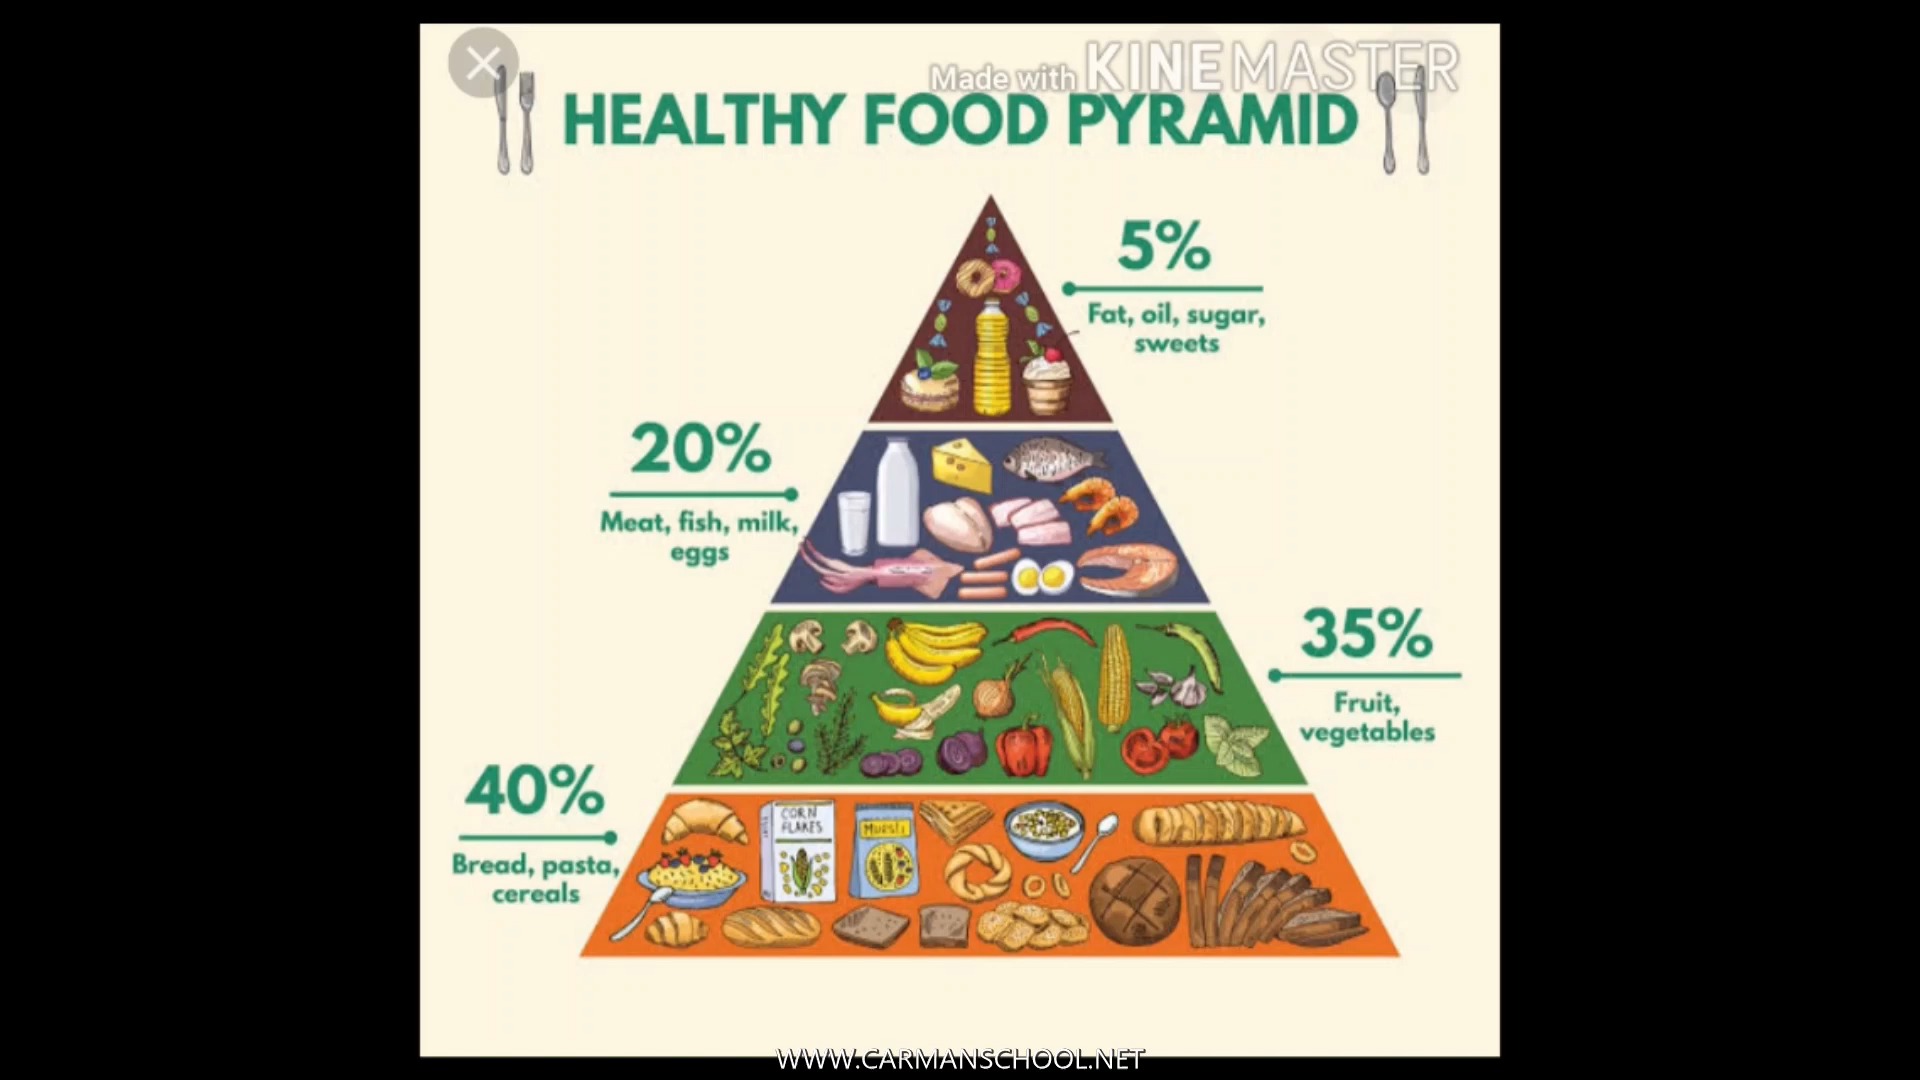 Made with KINEMASTER
HEALTHY FOOD PYRAMID
5%
Fat, oil, sugar,
sweets
20%
Meat, fish, milk,
eggs
35%
Fruit,
vegetables
40%
Bread, pasta,
cereals
CORN
FLAKES
MUESLI
WWW.CARMANSCHOOL.NET